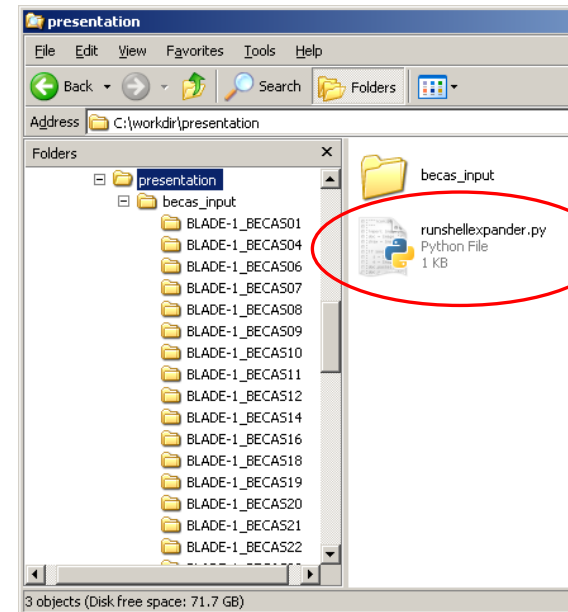 presentation
File Edit View Favorites Tools Help
Back Search Folders
Address C:\workdir\presentation
Folders
presentation
becas_input
BLADE-1_BECAS01
BLADE-1_BECAS04
BLADE-1_BECAS06
BLADE-1_BECAS07
BLADE-1_BECAS08
BLADE-1_BECAS09
BLADE-1_BECAS10
BLADE-1_BECAS11
BLADE-1_BECAS12
BLADE-1_BECAS14
BLADE-1_BECAS16
BLADE-1_BECAS18
BLADE-1_BECAS19
BLADE-1_BECAS20
BLADE-1_BECAS21
BLADE-1_BECAS22
becas_input
runshellexpander.py
Python File
1 KB
3 objects (Disk free space: 71.7 GB)